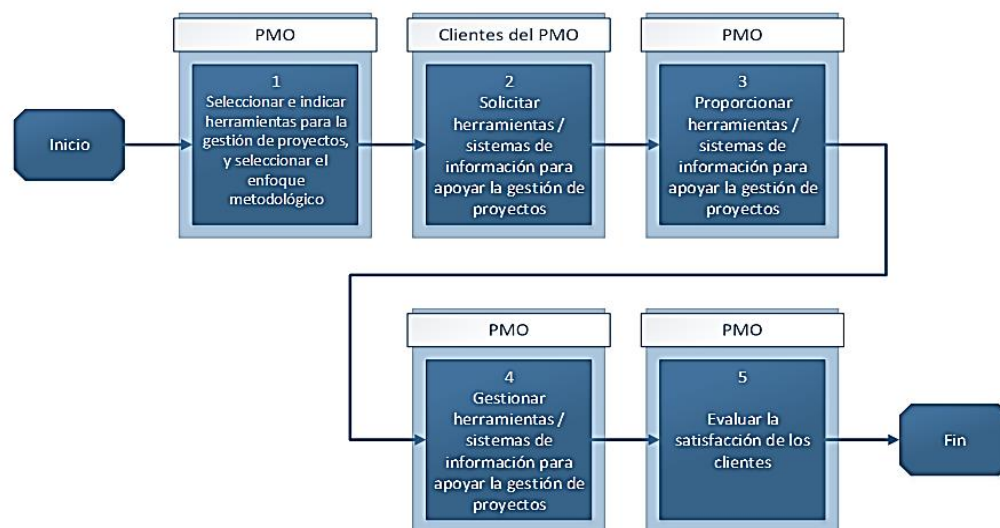 PMO
Clientes del PMO
PMO
Inicio
1
Seleccionar e indicar
herramientas para la
gestión de proyectos,
y seleccionar el
enfoque
metodológico
2
Solicitar
herramientas /
sistemas de
información para
apoyar la gestión de
proyectos
3
Proporcionar
herramientas /
sistemas de
información para
apoyar la gestión de
proyectos
PMO
PMO
4
Gestionar
herramientas /
sistemas de
información para
apoyar la gestión de
proyectos
5
Evaluar la
satisfacción de los
clientes
Fin